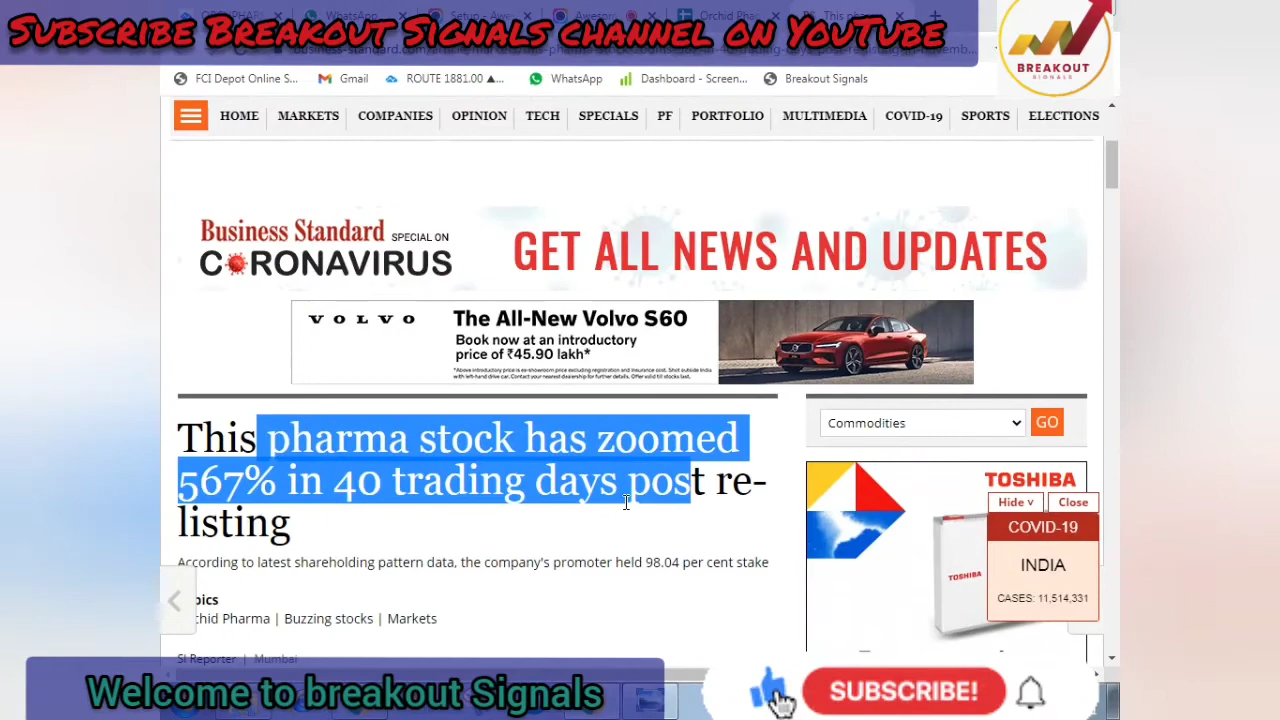 Subscribe Breakout Signals channel on YouTube
BREAKOUT
SIGNALS
FCI Depot Online S...
Gmail
ROUTE 1881.00 ▲...
WhatsApp
Dashboard - Screen...
Breakout Signals
HOME
MARKETS
COMPANIES
OPINION
TECH
SPECIALS
PF
PORTFOLIO
MULTIMEDIA
COVID-19
SPORTS
ELECTIONS
Business Standard SPECIAL ON
CORONAVIRUS
GET ALL NEWS AND UPDATES
VOLVO
The All-New Volvo S60
Book now at an introductory
price of ₹45.90 lakh*
This pharma stock has zoomed
567% in 40 trading days post re-
listing
According to latest shareholding pattern data, the company's promoter held 98.04 per cent stake
Pharma | Buzzing stocks | Markets
SI Reporter | Mumbai
Commodities
GO
TOSHIBA
TOSHIBA
Hide v
Close
COVID-19
INDIA
CASES: 11,514,331
Welcome to breakout Signals
SUBSCRIBE!